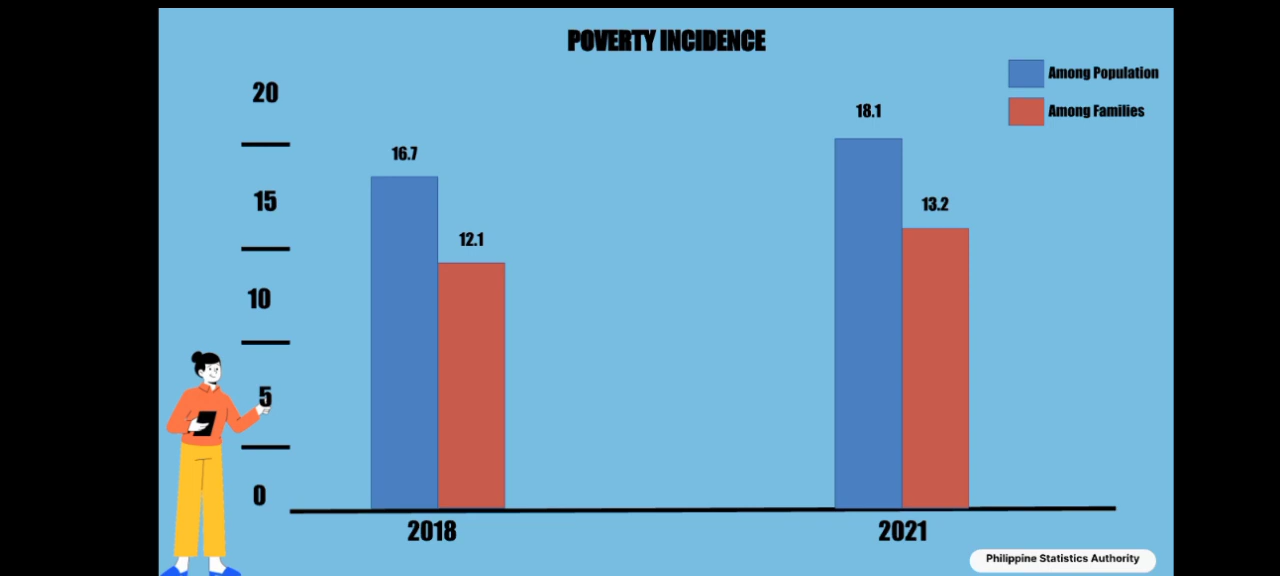 POVERTY INCIDENCE
Among Population
Among Families
20
15
10
5
0
16.7
12.1
18.1
13.2
2018
2021
Philippine Statistics Authority